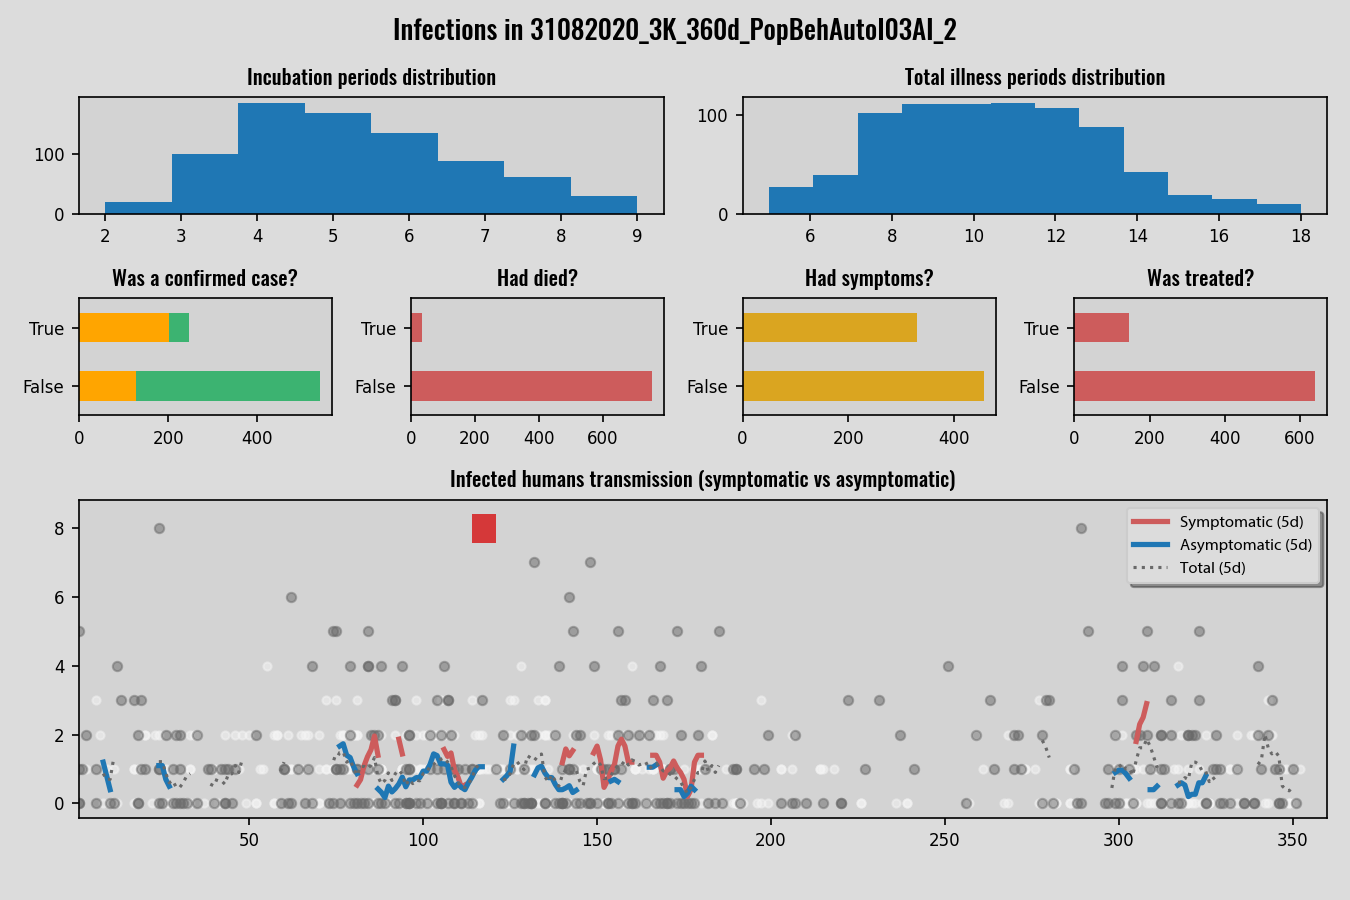 Infections in 31082020_3K_360d_PopBehAutoIO3AI_2
Incubation periods distribution
Total illness periods distribution
100
0
2 3 4 5 6 7 8 9
100
0
6 8 10 12 14 16 18
Was a confirmed case?
Had died?
Had symptoms?
Was treated?
True
False
0 200 400
True
False
0 200 400 600
True
False
0 200 400
True
False
0 200 400 600
Infected humans transmission (symptomatic vs asymptomatic)
8
6
4
2
0
50 100 150 200 250 300 350
Symptomatic (5d)
Asymptomatic (5d)
Total (5d)